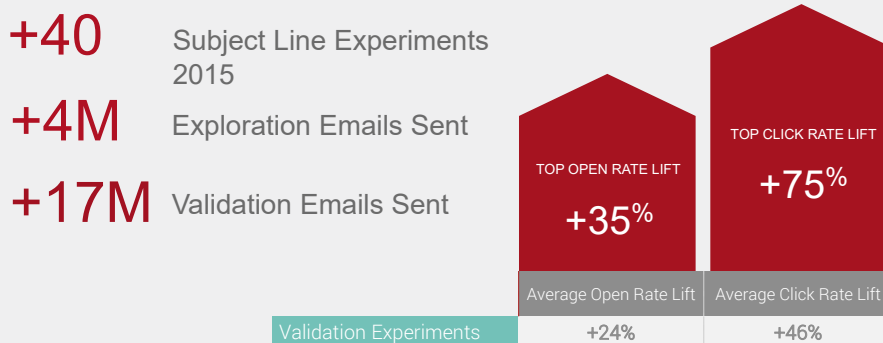 +40
Subject Line Experiments
2015
+4M
Exploration Emails Sent
+17M
Validation Emails Sent
TOP OPEN RATE LIFT
+35%
TOP CLICK RATE LIFT
+75%
Average Open Rate Lift
Average Click Rate Lift
Validation Experiments
+24%
+46%